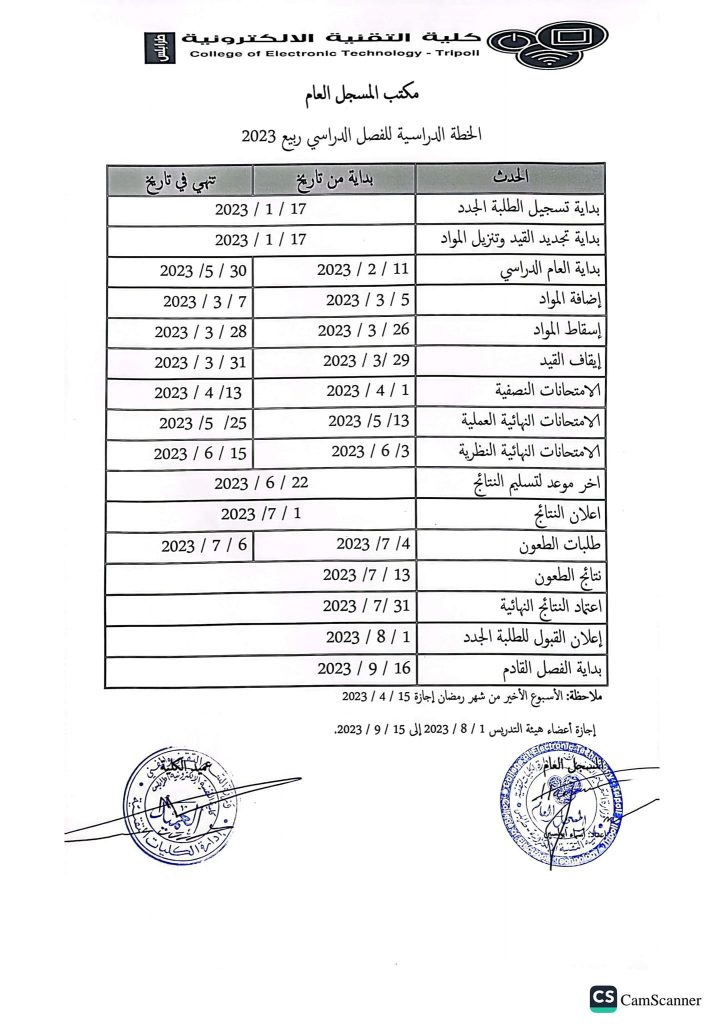 كلية التقنية الالكترونية طرابلس
College of Electronic Technology - Tripoli
مكتب المسجل العام
الخطة الدراسية للفصل الدراسي ربيع 2023
الحدث بداية من تاريخ تنتهي في تاريخ
بداية تسجيل الطلبة الجدد 17 / 1 / 2023
بداية تجديد القيد وتنزيل المواد 17 / 1 / 2023
بداية العام الدراسي 11 / 2 / 2023 30 / 5/ 2023
إضافة المواد 5 / 3 / 2023 7 / 3 / 2023
إسقاط المواد 26 / 3 / 2023 28 / 3 / 2023
إيقاف القيد 29 /3 / 2023 31 / 3 / 2023
الامتحانات النصفية 1 / 4 / 2023 13/ 4 / 2023
الامتحانات النهائية العملية 13/ 5/ 2023 25/ 5/ 2023
الامتحانات النهائية النظرية 3/ 6 / 2023 15 / 6 / 2023
اخر موعد لتسليم النتائج 22 / 6 / 2023
اعلان النتائج 1 / 7/ 2023
طلبات الطعون 4/ 7/ 2023 6 / 7 / 2023
نتائج الطعون 13 / 7/ 2023
اعتماد النتائج النهائية 31 / 7/ 2023
إعلان القبول للطلبة الجدد 1 / 8 / 2023
بداية الفصل القادم 16 / 9 / 2023
ملاحظة: الأسبوع الأخير من شهر رمضان إجازة 15 / 4 / 2023
إجازة أعضاء هيئة التدريس 1 / 8 / 2023 إلى 15 / 9 / 2023.
المسجل العام
عميد الكلية
المسجل العام
إدارة الكليات التقنية
CS CamScanner